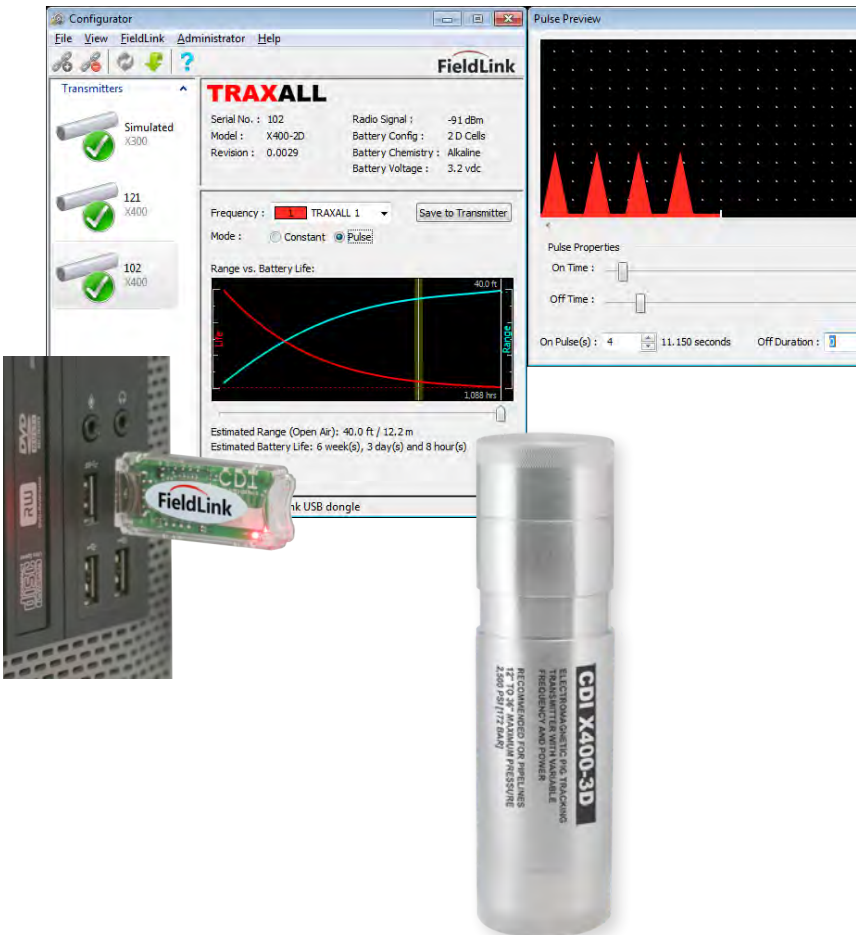 Configurator
File View FieldLink Administrator Help
FieldLink
Transmitters
Simulated
X300
121
X400
102
X400
TRAXALL
Serial No. : 102
Model : X400-2D
Revision : 0.0029
Radio Signal : -91 dBm
Battery Config : 2 D Cells
Battery Chemistry : Alkaline
Battery Voltage : 3.2 vdc
Frequency : 1 TRAXALL 1
Save to Transmitter
Mode : Constant Pulse
Range vs. Battery Life:
40.0 ft
Life
Range
1,088 hrs
Estimated Range (Open Air): 40.0 ft / 12.2 m
Estimated Battery Life: 6 week(s), 3 day(s) and 8 hour(s)
nk USB dongle
Pulse Preview
Pulse Properties
On Time :
Off Time :
On Pulse(s) : 4 11.150 seconds Off Duration : 0
DVD
RW
disc
CDI
FieldLink
CDI X400-3D
ELECTROMAGNETIC PIG TRACKING
TRANSMITTER WITH VARIABLE
FREQUENCY AND POWER
RECOMMENDED FOR PIPELINES
12" TO 36" MAXIMUM PRESSURE
2,500 PSI [172 BAR]